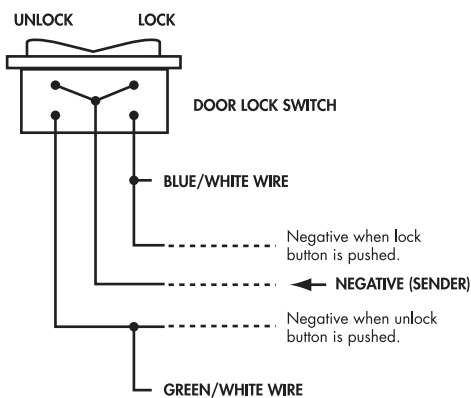 UNLOCK LOCK
DOOR LOCK SWITCH
BLUE/WHITE WIRE
Negative when lock
button is pushed.
NEGATIVE (SENDER)
Negative when unlock
button is pushed.
GREEN/WHITE WIRE